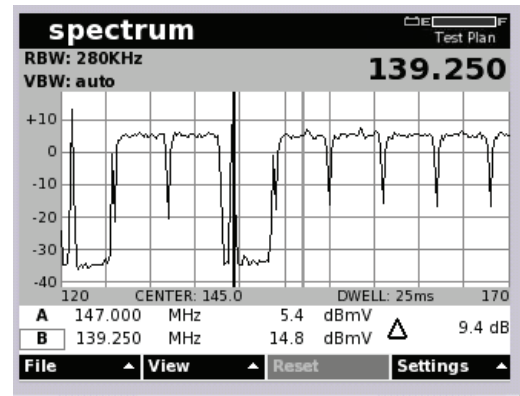 spectrum
E F
Test Plan
RBW: 280KHz
VBW: auto
139.250
+10
0
-10
-20
-30
-40
120 CENTER: 145.0 DWELL: 25ms 170
A 147.000 MHz 5.4 dBmV
B 139.250 MHz 14.8 dBmV Δ 9.4 dB
File View Reset Settings